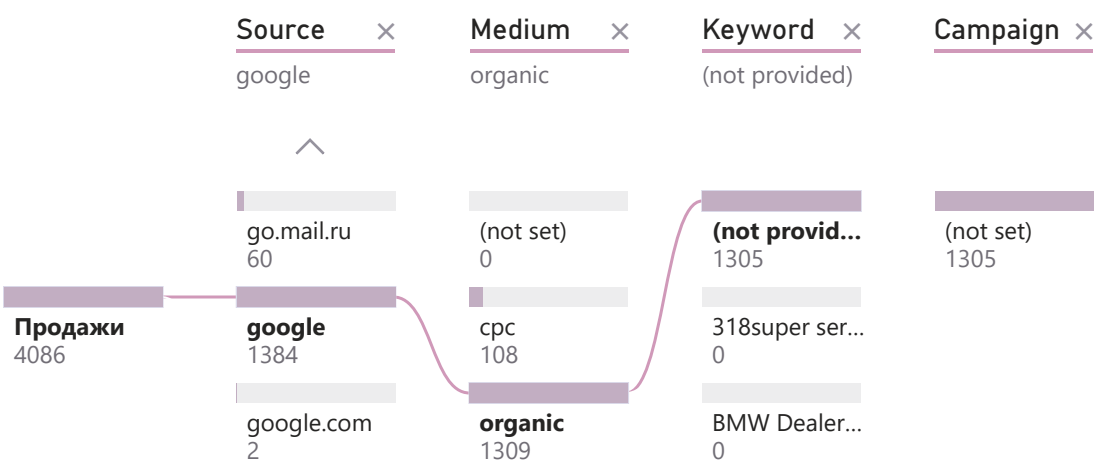 Source
Medium
Keyword
Campaign
google
organic
(not provided)
go.mail.ru
60
(not set)
0
(not provid...
1305
(not set)
1305
Продажи
4086
google
1384
cpc
108
318super ser...
0
google.com
2
organic
1309
BMW Dealer...
0